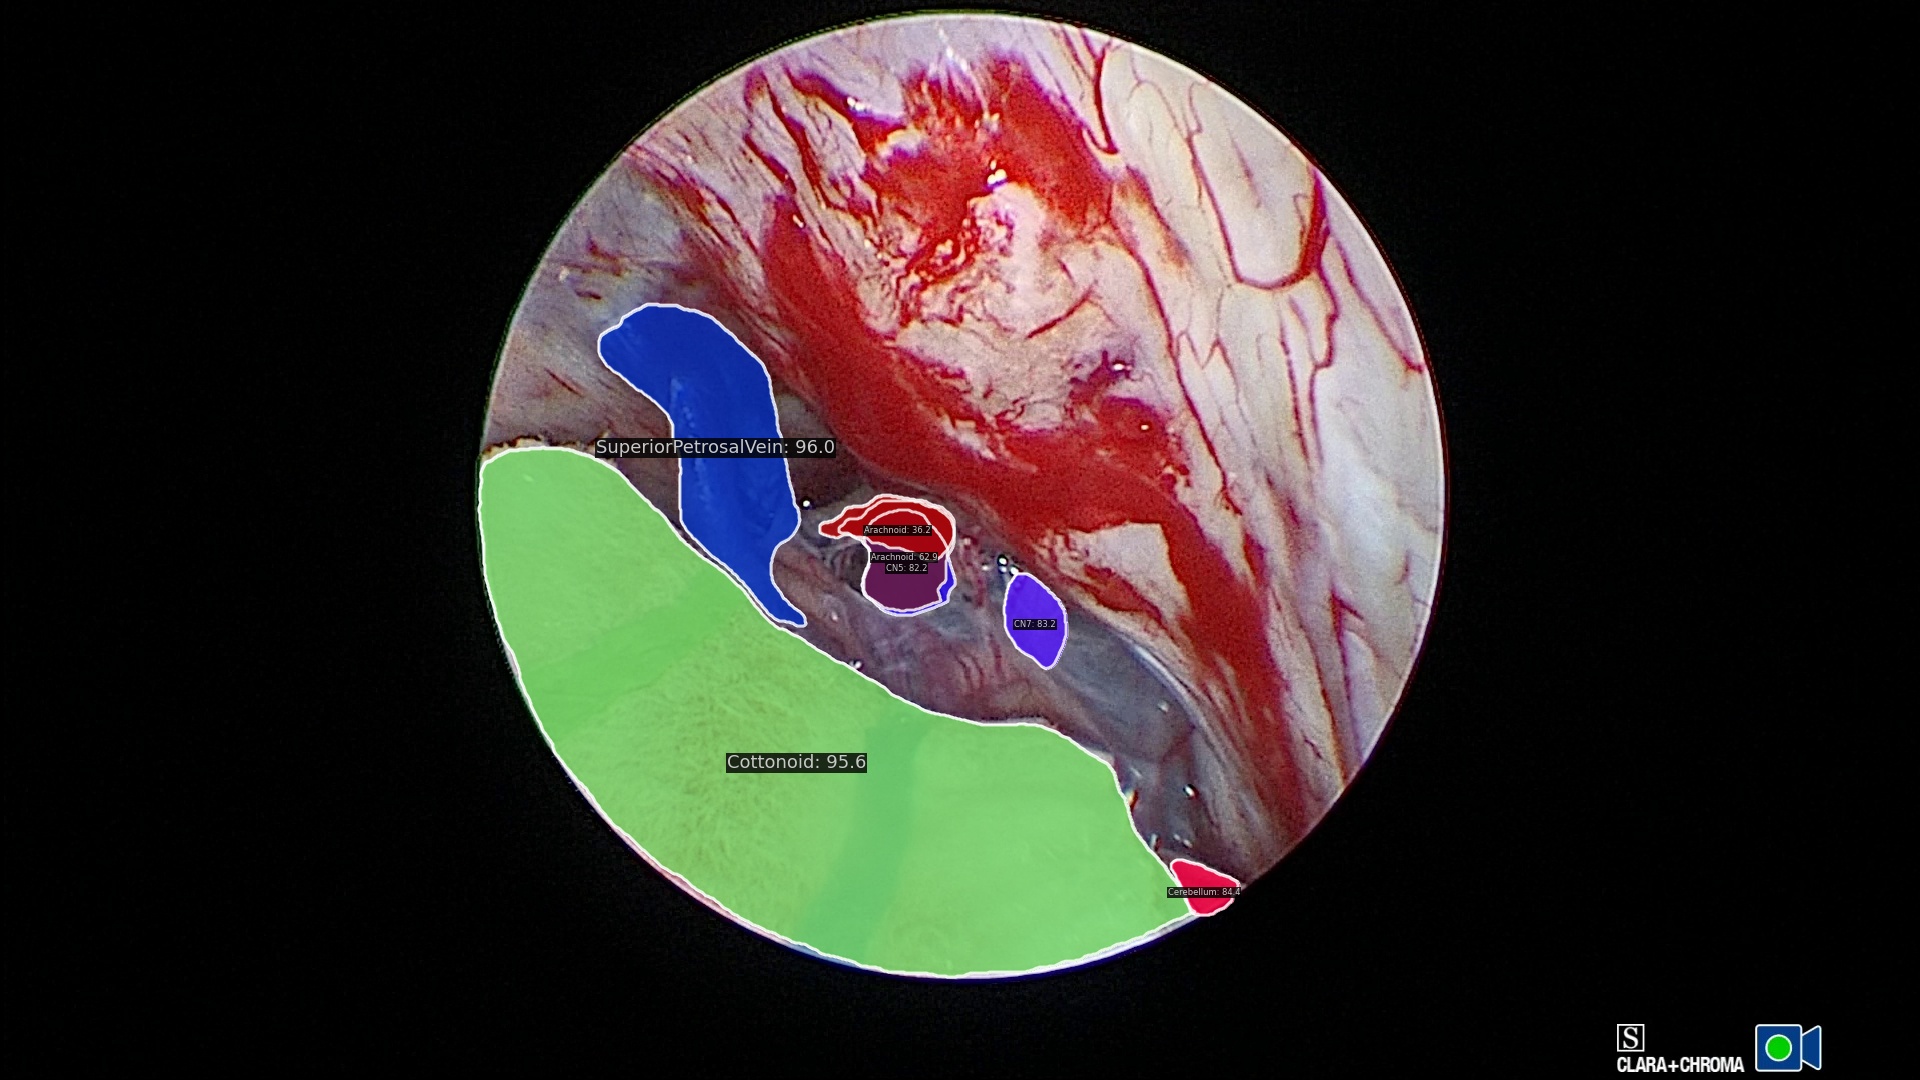 SuperiorPetrosalVein: 96.0
Arachnoid: 36.2
Arachnoid: 62.9
CN5: 82.2
CN7: 83.2
Cottonoid: 95.6
Cerebellum: 84.4
S
CLARA+CHROMA